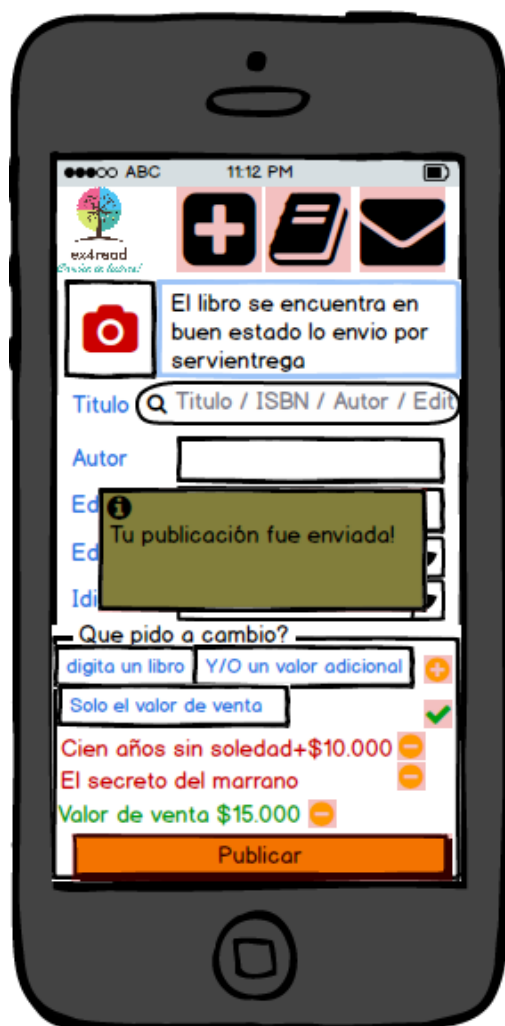 ABC 11:12 PM
ex4read
El libro se encuentra en
buen estado lo envio por
servientrega
Titulo Titulo / ISBN / Autor / Edit
Autor
Ed
Tu publicación fue enviada!
Ed
Idi
Que pido a cambio?
digita un libro Y/O un valor adicional
Solo el valor de venta
Cien años sin soledad+$10.000
El secreto del marrano
Valor de venta $15.000
Publicar